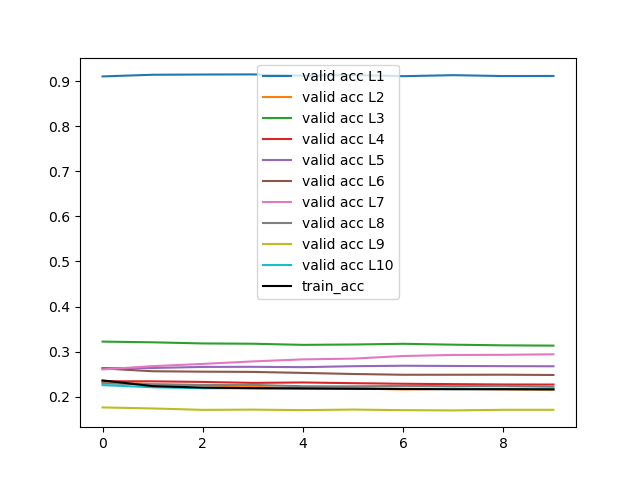 0.9
0.8
0.7
0.6
0.5
0.4
0.3
0.2
0 2 4 6 8
valid acc L1
valid acc L2
valid acc L3
valid acc L4
valid acc L5
valid acc L6
valid acc L7
valid acc L8
valid acc L9
valid acc L10
train_acc